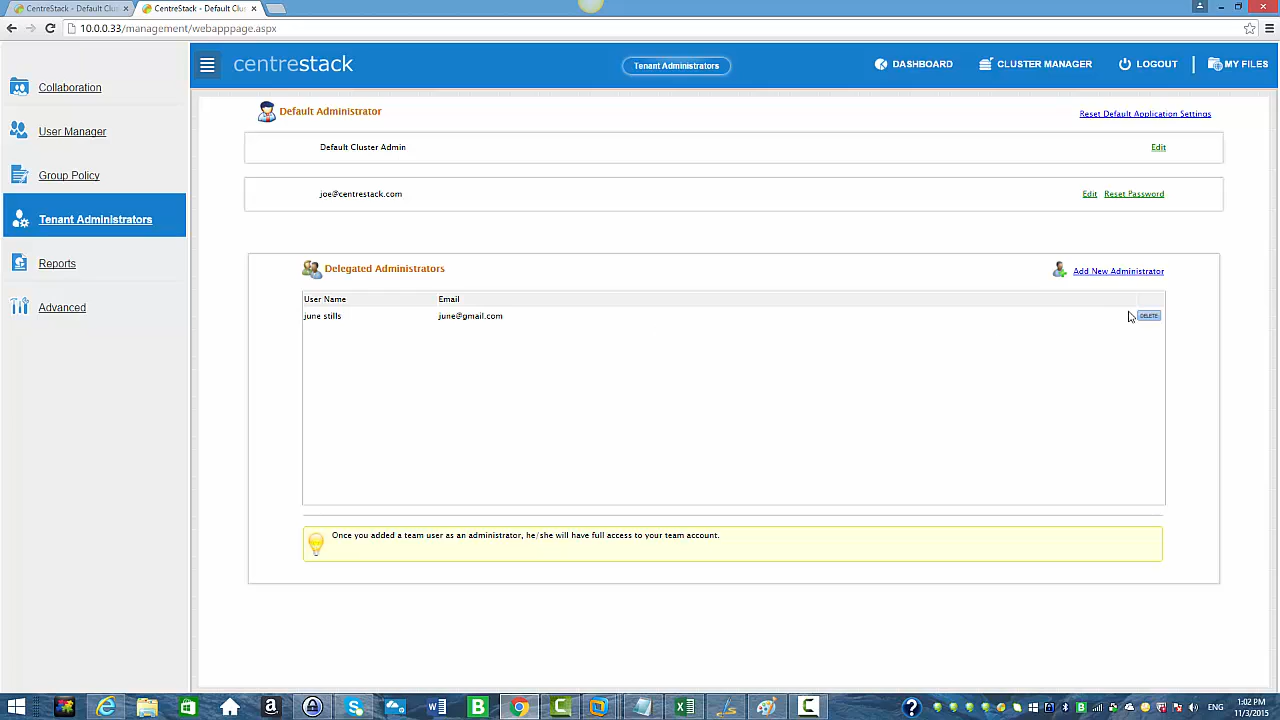 CentreStack - Default Clu:
CentreStack - Default Clu:
10.0.0.33/management/webapppage.aspx
centrestack
Tenant Administrators
DASHBOARD
CLUSTER MANAGER
LOGOUT
MY FILES
Collaboration
User Manager
Group Policy
Tenant Administrators
Reports
Advanced
Default Administrator
Reset Default Application Settings
Default Cluster Admin
Edit
joe@centrestack.com
Edit Reset Password
Delegated Administrators
Add New Administrator
User Name Email
june stills june@gmail.com DELETE
Once you added a team user as an administrator, he/she will have full access to your team account.
ENG
1:02 PM
11/3/2015